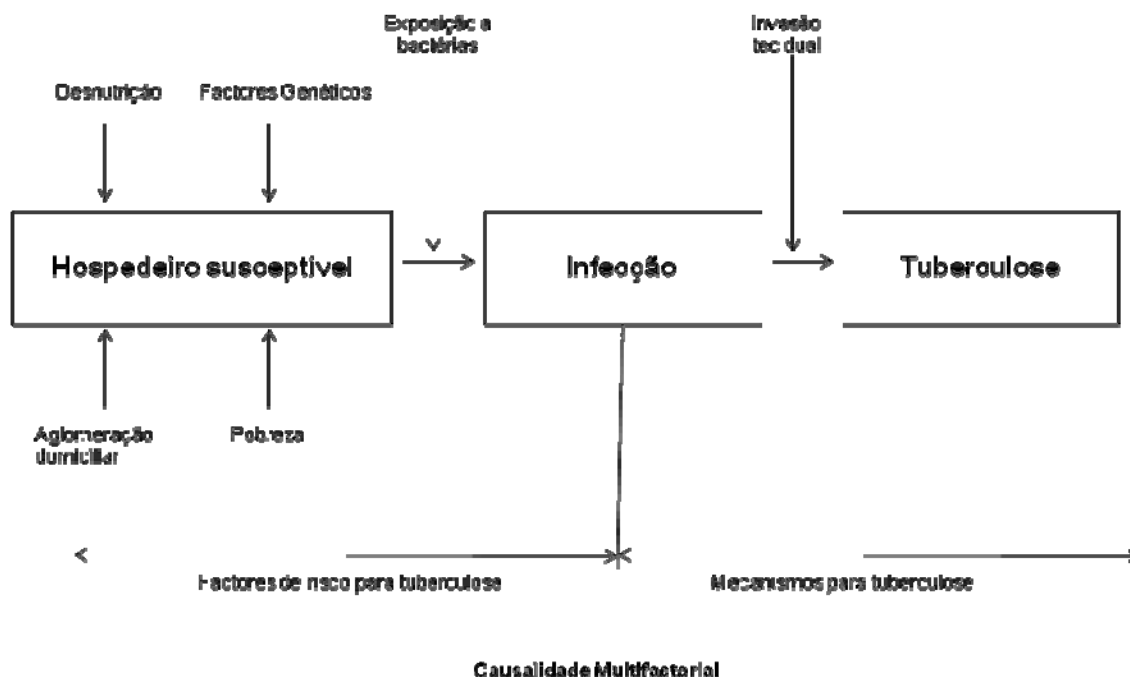 Exposição a
bactérias
Invasão
tecidual
Desnutrição
Factores Genéticos
Hospedeiro susceptível
Infecção
Tuberculose
Aglomeração
domiciliar
Pobreza
Factores de risco para tuberculose
Mecanismos para tuberculose
Causalidade Multifactorial